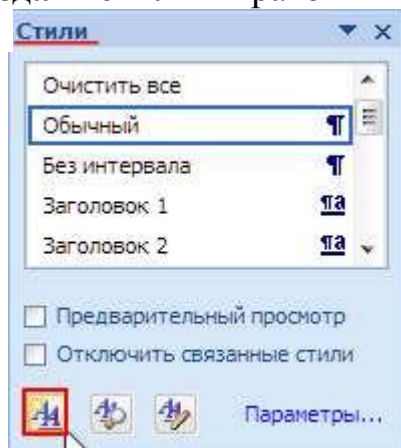 Стили
Очистить все
Обычный ¶
Без интервала ¶
Заголовок 1 ¶a
Заголовок 2 ¶a
Предварительный просмотр
Отключить связанные стили
Параметры...